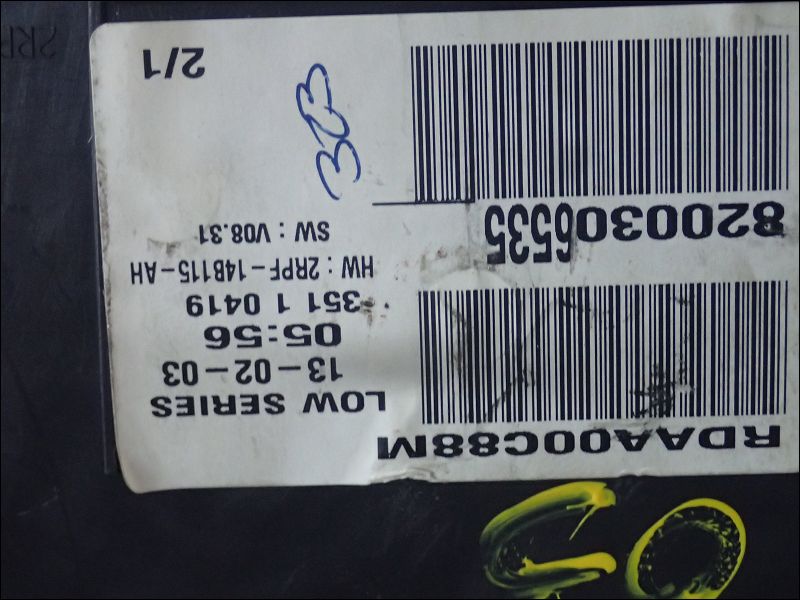 RDAA00C88M
LOW SERIES
13-02-03
05:56
351 1 0419
HW : 2RPF-14B115-AH
SW : V08.31
8200306535
2/1